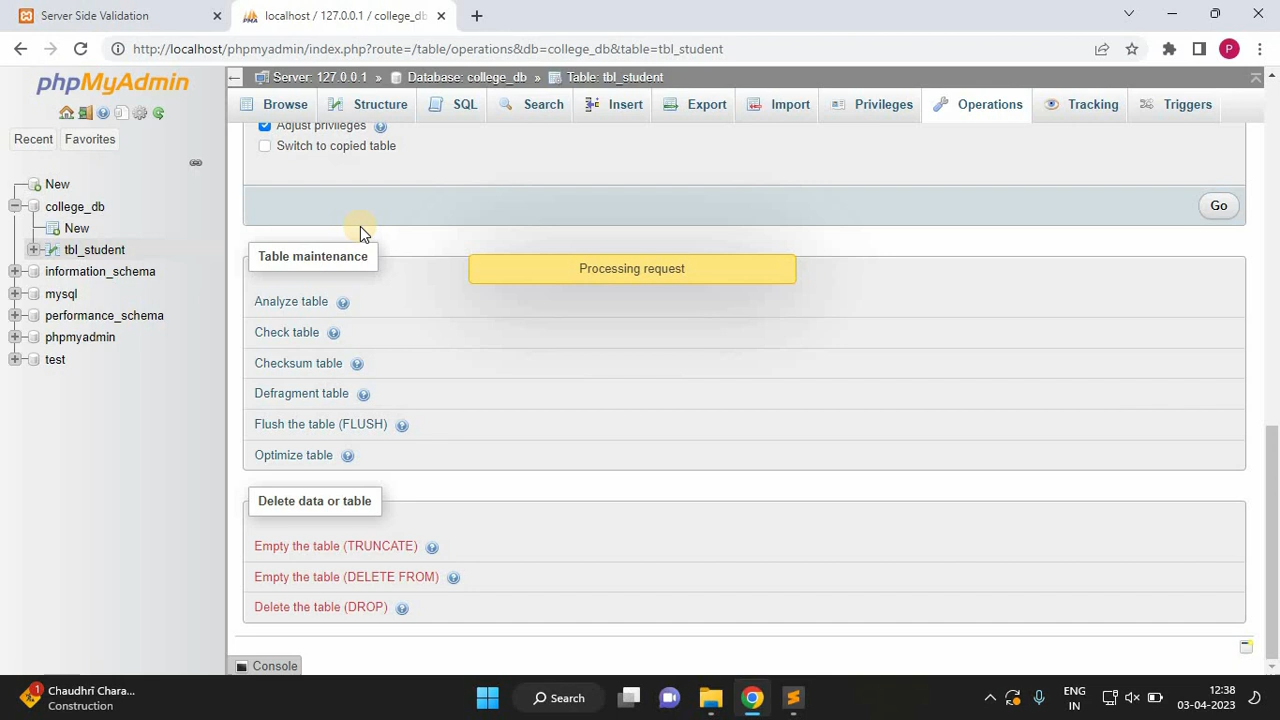 Server Side Validation
localhost / 127.0.0.1 / college_db
http://localhost/phpmyadmin/index.php?route=/table/operations&db=college_db&table=tbl_student
P
phpMyAdmin
Recent Favorites
New
college_db
New
tbl_student
information_schema
mysql
performance_schema
phpmyadmin
test
Server: 127.0.0.1 » Database: college_db » Table: tbl_student
Browse Structure SQL Search Insert Export Import Privileges Operations Tracking Triggers
Adjust privileges
Switch to copied table
Go
Table maintenance
Processing request
Analyze table
Check table
Checksum table
Defragment table
Flush the table (FLUSH)
Optimize table
Delete data or table
Empty the table (TRUNCATE)
Empty the table (DELETE FROM)
Delete the table (DROP)
Console
1
Chaudhrī Chara...
Construction
Search
ENG
IN
12:38
03-04-2023